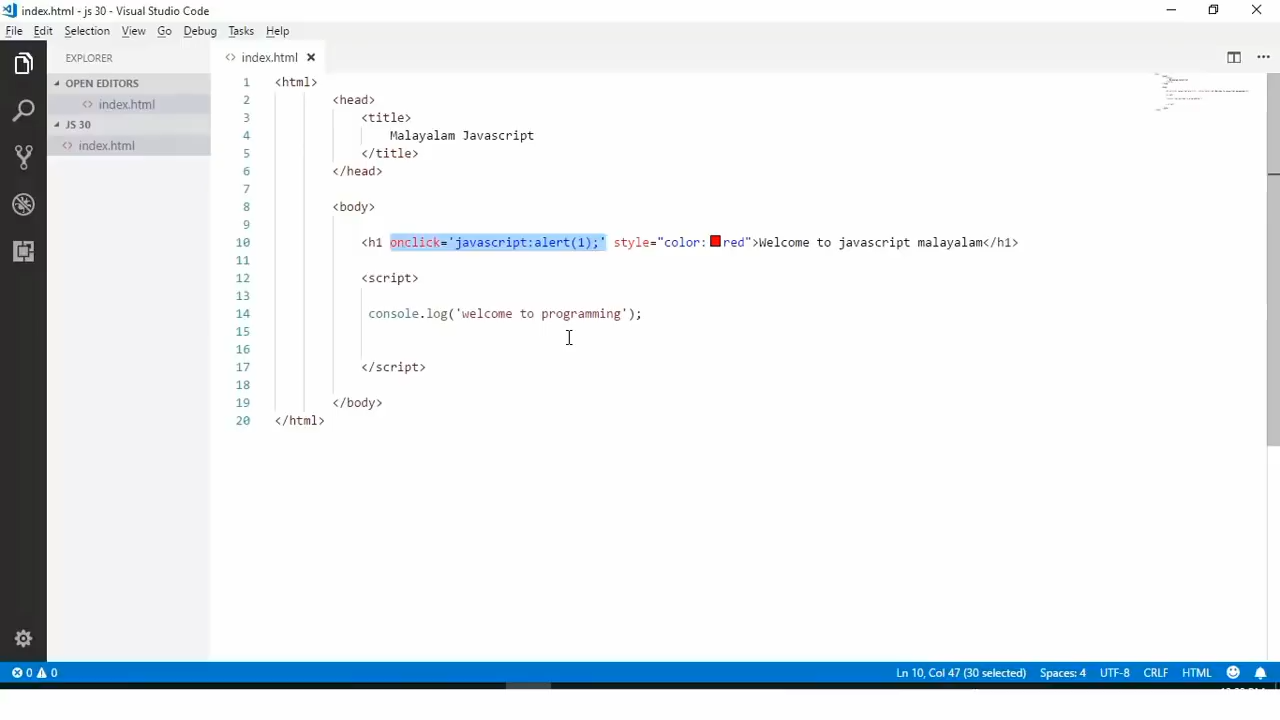 index.html - js 30 - Visual Studio Code
File Edit Selection View Go Debug Tasks Help
EXPLORER
OPEN EDITORS
index.html
JS 30
index.html
index.html
1 <html>
2 <head>
3 <title>
4 Malayalam Javascript
5 </title>
6 </head>
7
8 <body>
9
10 <h1 onclick='javascript:alert(1);' style="color:red">Welcome to javascript malayalam</h1>
11
12 <script>
13
14 console.log('welcome to programming');
15
16
17 </script>
18
19 </body>
20 </html>
0 0
Ln 10, Col 47 (30 selected) Spaces: 4 UTF-8 CRLF HTML